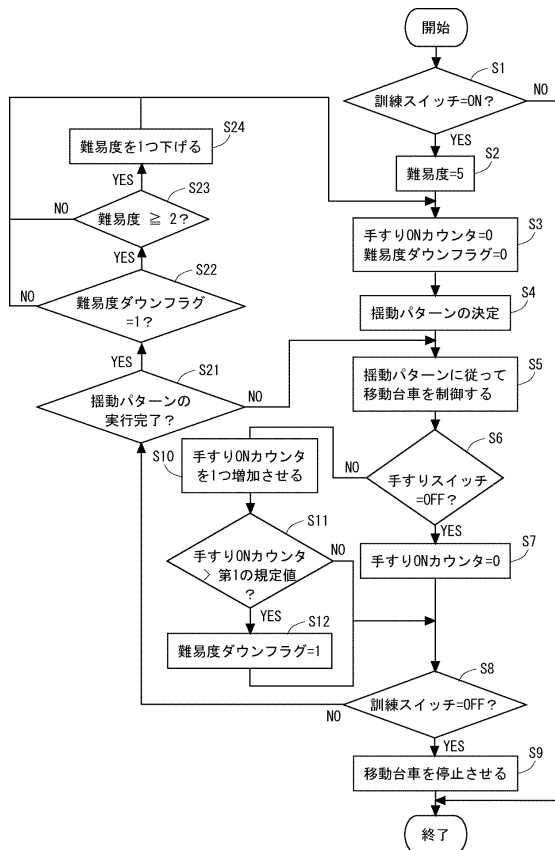 開始
S1
訓練スイッチ=ON?
NO
YES
S2
難易度=5
S3
手すりONカウンタ=0
難易度ダウンフラグ=0
S4
揺動パターンの決定
S5
揺動パターンに従って
移動台車を制御する
S6
手すりスイッチ
=OFF?
NO
YES
S7
手すりONカウンタ=0
S8
訓練スイッチ=OFF?
NO
YES
S9
移動台車を停止させる
終了
S10
手すりONカウンタ
を1つ増加させる
S11
手すりONカウンタ
> 第1の規定値
?
NO
YES
S12
難易度ダウンフラグ=1
S21
揺動パターンの
実行完了?
NO
YES
S22
難易度ダウンフラグ
=1?
NO
YES
S23
難易度 ≧ 2?
NO
YES
S24
難易度を1つ下げる